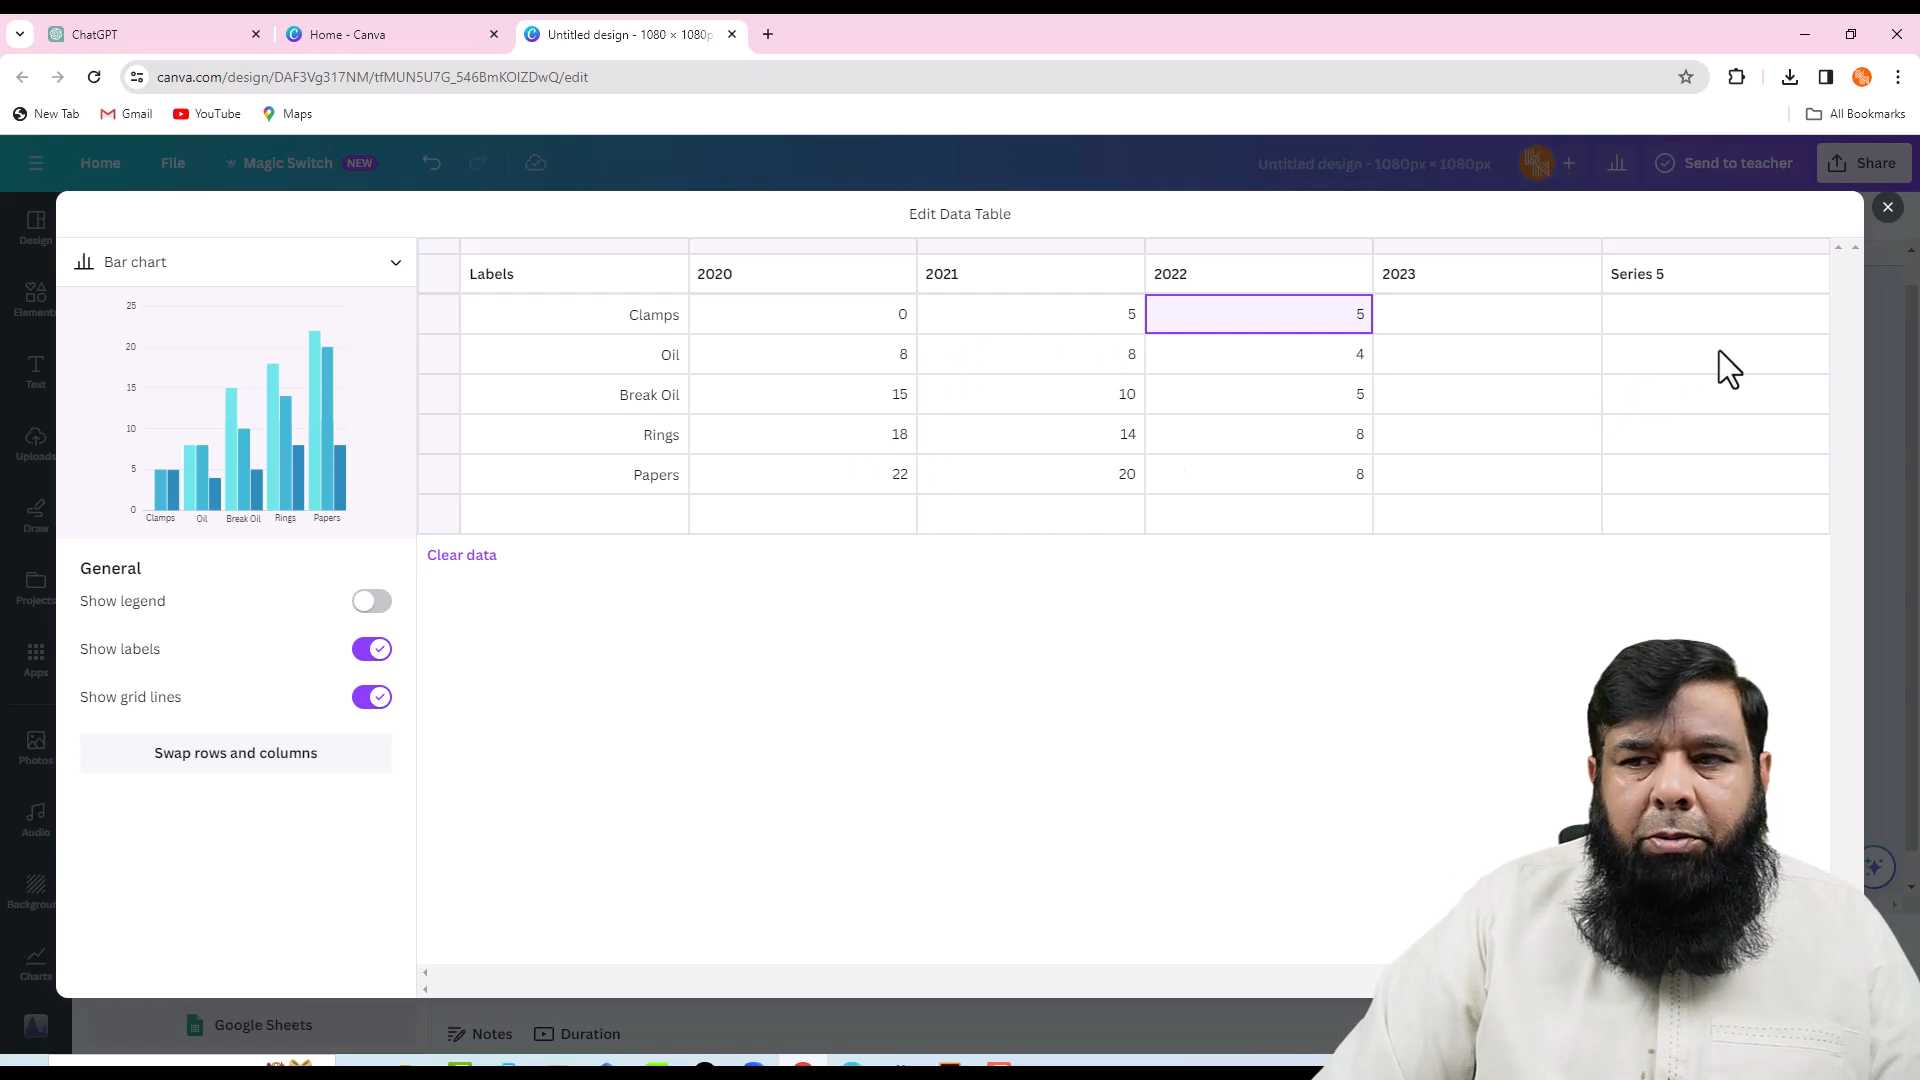 ChatGPT
Home - Canva
Untitled design - 1080 × 1080p
canva.com/design/DAF3Vg317NM/tfMUN5U7G_546BmKOIZDwQ/edit
New Tab Gmail YouTube Maps All Bookmarks
Home File Magic Switch NEW Untitled design - 1080px × 1080px Send to teacher Share
Edit Data Table
Design
Elements
Text
Uploads
Draw
Projects
Apps
Photos
Audio
Backgroun
Charts
Bar chart
25
20
15
10
5
0
Clamps Oil Break Oil Rings Papers
General
Show legend
Show labels
Show grid lines
Swap rows and columns
Labels 2020 2021 2022 2023 Series 5
Clamps 0 5 5
Oil 8 8 4
Break Oil 15 10 5
Rings 18 14 8
Papers 22 20 8
Clear data
Google Sheets
Notes Duration